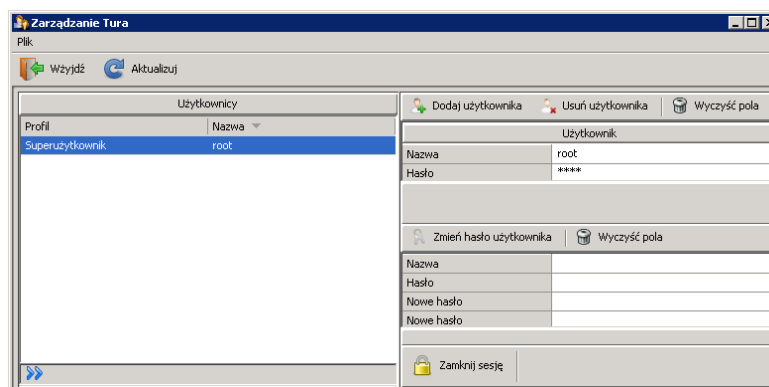 Zarządzanie Tura
Plik
Wżyjdź Aktualizuj
Użytkownicy
Profil Nazwa
Superużytkownik root
Dodaj użytkownika Usuń użytkownika Wyczyść pola
Użytkownik
Nazwa root
Hasło ****
Zmień hasło użytkownika Wyczyść pola
Nazwa
Hasło
Nowe hasło
Nowe hasło
Zamknij sesję